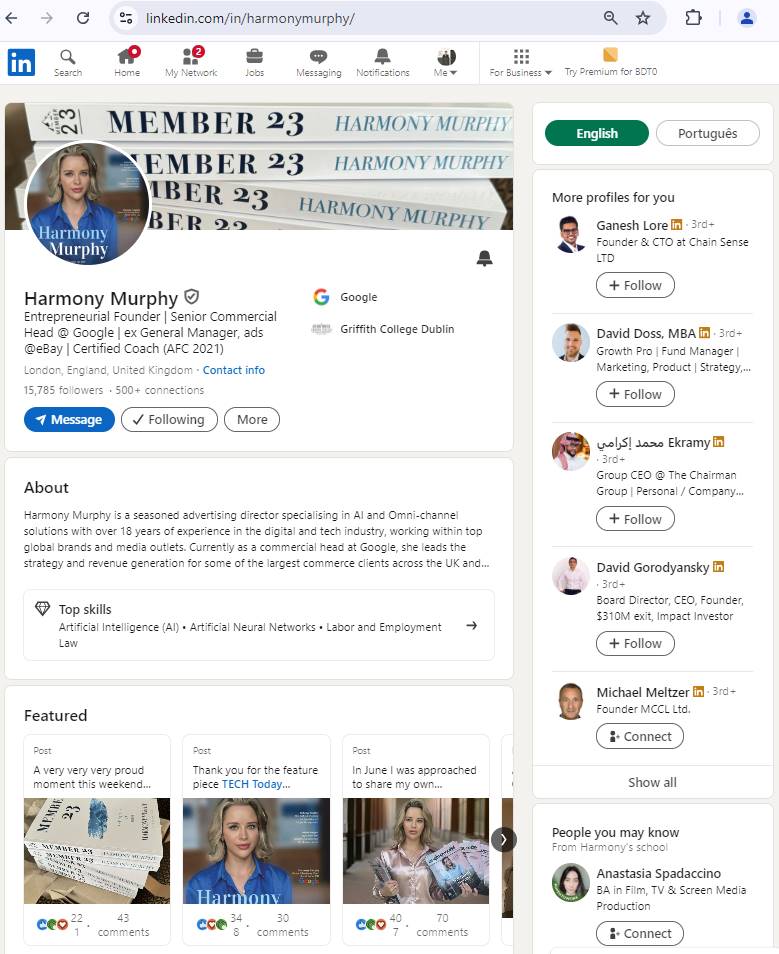 linkedin.com/in/harmonymurphy/
in
2
Search
Home
My Network
Jobs
Messaging
Notifications
Me
For Business
Try Premium for BDT0
23
MEMBER 23 HARMONY MURPHY
EMBER 23 HARMONY MURPHY
BER 23 HARMONY MURPHY
BER 23
Harmony
Murphy
English
Português
Harmony Murphy
Entrepreneurial Founder | Senior Commercial
Head @ Google | ex General Manager, ads
@eBay | Certified Coach (AFC 2021)
London, England, United Kingdom · Contact info
15,785 followers · 500+ connections
Message
Following
More
Google
Griffith College Dublin
About
Harmony Murphy is a seasoned advertising director specialising in AI and Omni-channel
solutions with over 18 years of experience in the digital and tech industry, working within top
global brands and media outlets. Currently as a commercial head at Google, she leads the
strategy and revenue generation for some of the largest commerce clients across the UK and...
Top skills
Artificial Intelligence (AI) • Artificial Neural Networks • Labor and Employment
Law
Featured
Post
A very very very proud
moment this weekend...
MEMBER
23
MEMBER 23 HARMONY MURPHY
22
1
·
43
comments
Post
Thank you for the feature
piece TECH Today...
Harmony
34
8
·
30
comments
Post
In June I was approached
to share my own...
40
7
·
70
comments
More profiles for you
Ganesh Lore in · 3rd+
Founder & CTO at Chain Sense
LTD
+ Follow
David Doss, MBA in · 3rd+
Growth Pro | Fund Manager |
Marketing, Product | Strategy,...
+ Follow
محمد إكرامي Ekramy in
· 3rd+
Group CEO @ The Chairman
Group | Personal / Company...
+ Follow
David Gorodyansky in
· 3rd+
Board Director, CEO, Founder,
$310M exit, Impact Investor
+ Follow
Michael Meltzer in · 3rd+
Founder MCCL Ltd.
Connect
Show all
People you may know
From Harmony's school
Anastasia Spadaccino
BA in Film, TV & Screen Media
Production
Connect